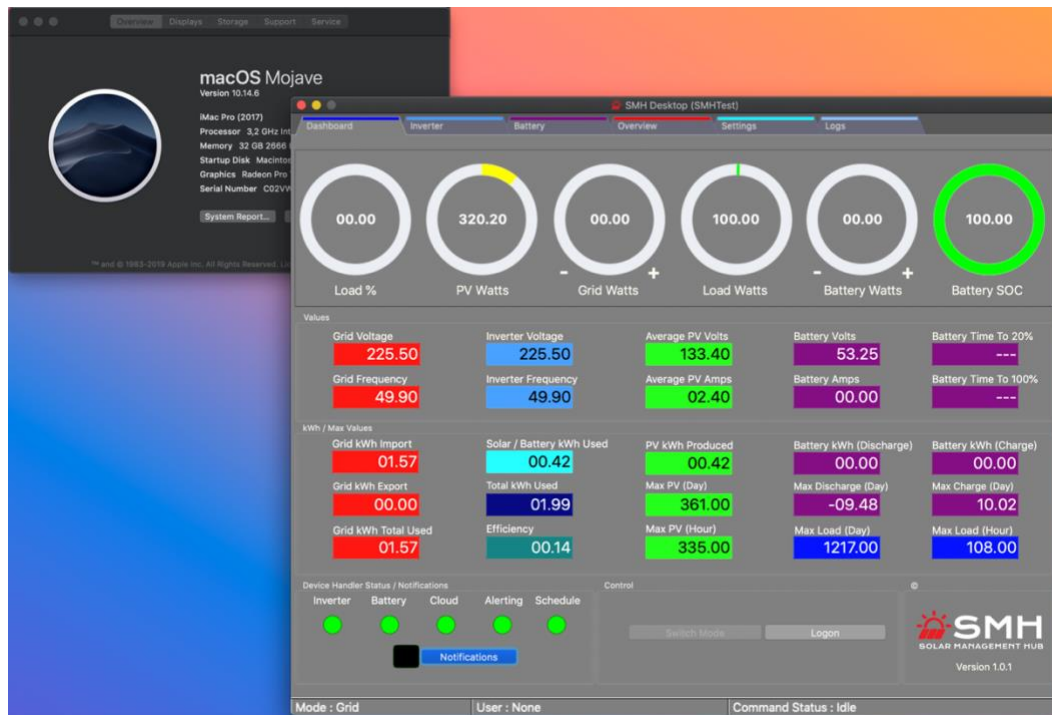 Overview Displays Storage Support Service
macOS Mojave
Version 10.14.6
iMac Pro (2017)
Processor 3,2 GHz
Memory 32 GB 2666
Startup Disk
Graphics Radeon Pro
Serial Number
System Report...
™ and © 1983-2019 Apple Inc. All Rights Reserved.
SMH Desktop (SMHTest)
Dashboard Inverter Battery Overview Settings Logs
00.00 320.20 00.00 100.00 00.00 100.00
- + - +
Load % PV Watts Grid Watts Load Watts Battery Watts Battery SOC
Values
Grid Voltage Inverter Voltage Average PV Volts Battery Volts Battery Time To 20%
225.50 225.50 133.40 53.25 ---
Grid Frequency Inverter Frequency Average PV Amps Battery Amps Battery Time To 100%
49.90 49.90 02.40 00.00 ---
kWh / Max Values
Grid kWh Import Solar / Battery kWh Used PV kWh Produced Battery kWh (Discharge) Battery kWh (Charge)
01.57 00.42 00.42 00.00 00.00
Grid kWh Export Total kWh Used Max PV (Day) Max Discharge (Day) Max Charge (Day)
00.00 01.99 361.00 -09.48 10.02
Grid kWh Total Used Efficiency Max PV (Hour) Max Load (Day) Max Load (Hour)
01.57 00.14 335.00 1217.00 108.00
Device Handler Status / Notifications Control ©
Inverter Battery Cloud Alerting Schedule
Switch Mode Logon
Notifications
SMH
SOLAR MANAGEMENT HUB
Version 1.0.1
Mode : Grid User : None Command Status : Idle